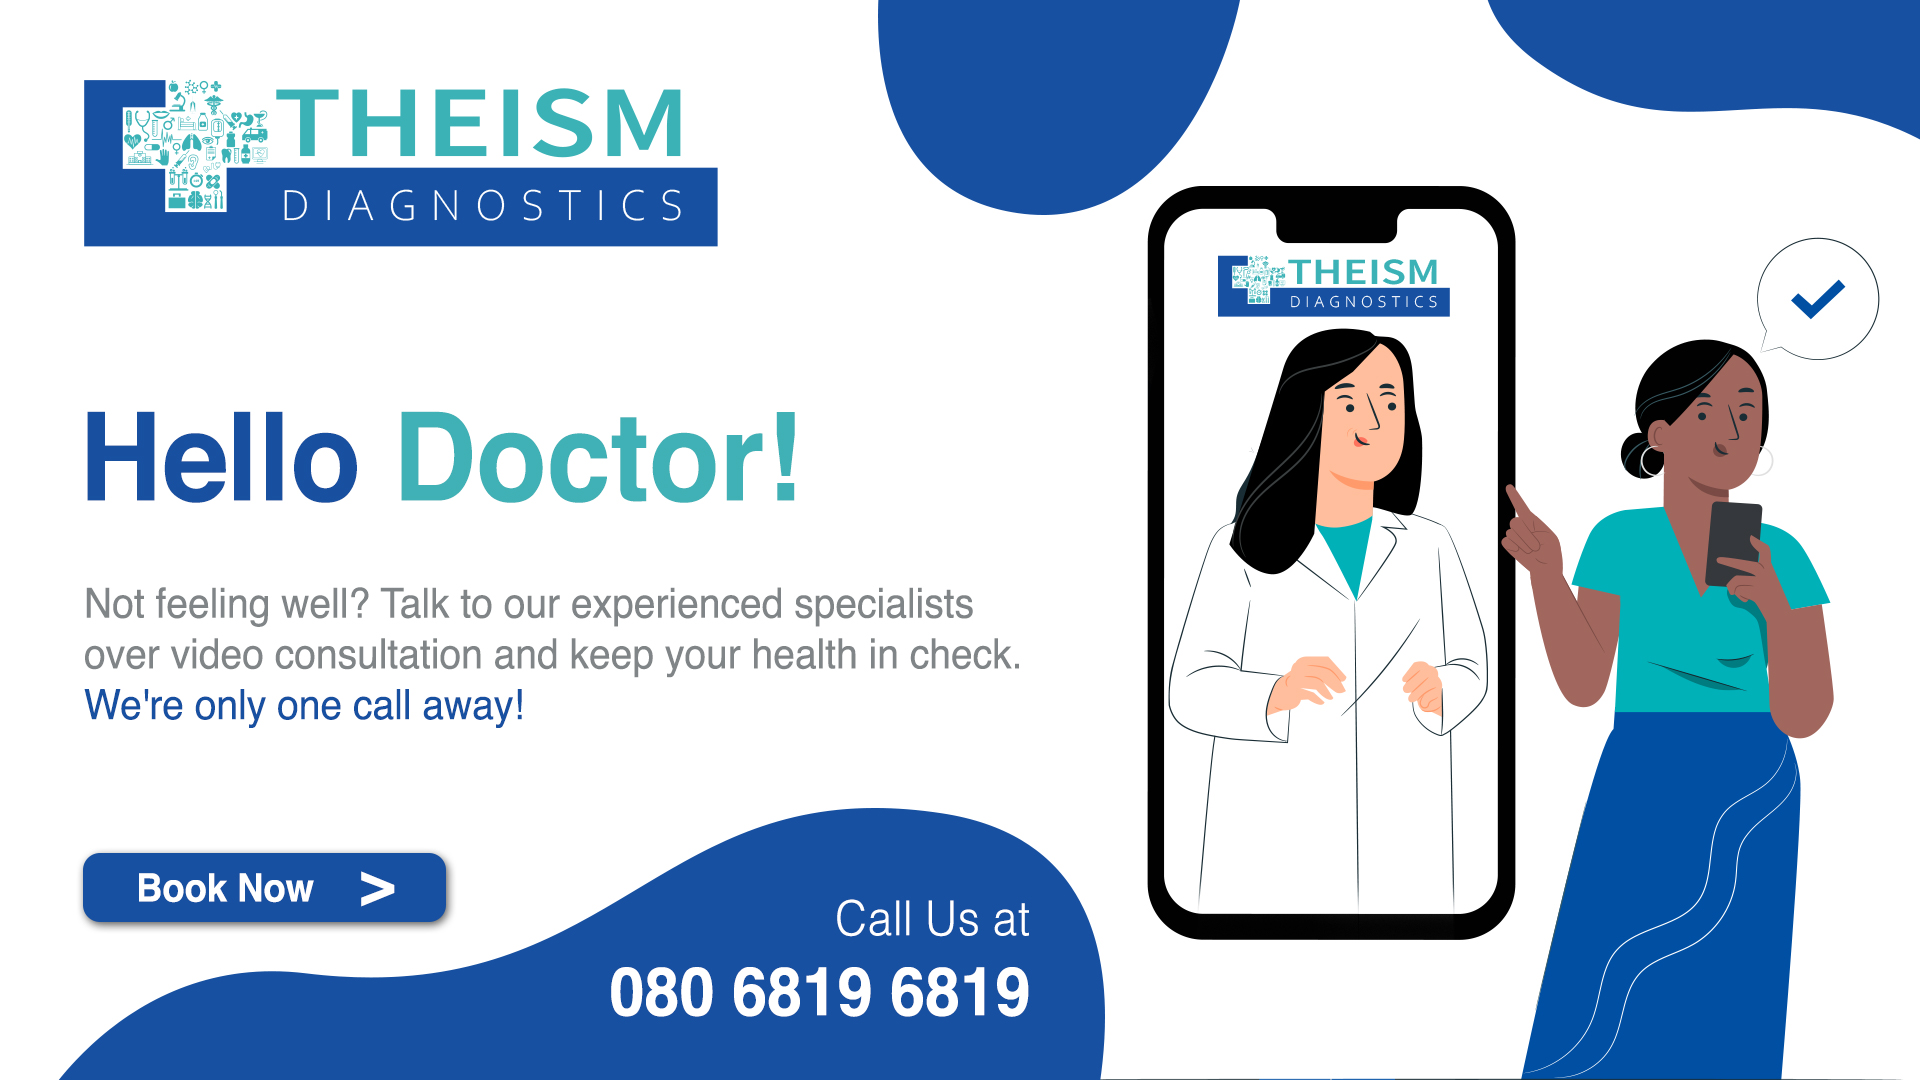 THEISM
DIAGNOSTICS
Hello Doctor!
Not feeling well? Talk to our experienced specialists
over video consultation and keep your health in check.
We're only one call away!
Book Now >
Call Us at
080 6819 6819
THEISM
DIAGNOSTICS